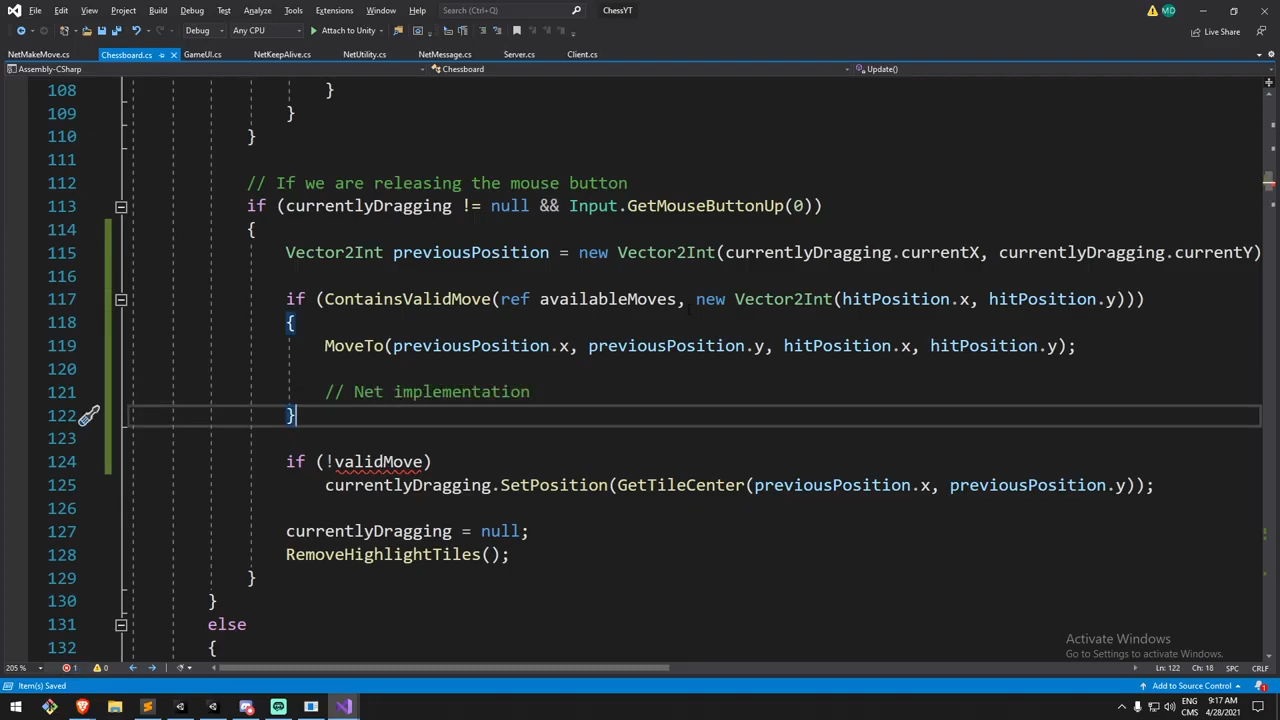 File Edit View Git Project Build Debug Test Analyze Tools Extensions Window Help Search (Ctrl+Q) ChessYT MD
Debug Any CPU Attach to Unity Live Share
NetMakeMove.cs Chessboard.cs GameUI.cs NetKeepAlive.cs NetUtility.cs NetMessage.cs Server.cs Client.cs
Assembly-CSharp Chessboard Update()
108 }
109 }
110 }
111
112 // If we are releasing the mouse button
113 if (currentlyDragging != null && Input.GetMouseButtonUp(0))
114 {
115 Vector2Int previousPosition = new Vector2Int(currentlyDragging.currentX, currentlyDragging.currentY)
116
117 if (ContainsValidMove(ref availableMoves, new Vector2Int(hitPosition.x, hitPosition.y)))
118 {
119 MoveTo(previousPosition.x, previousPosition.y, hitPosition.x, hitPosition.y);
120
121 // Net implementation
122 }
123
124 if (!validMove)
125 currentlyDragging.SetPosition(GetTileCenter(previousPosition.x, previousPosition.y));
126
127 currentlyDragging = null;
128 RemoveHighlightTiles();
129 }
130 }
131 else
132 {
Activate Windows
Go to Settings to activate Windows.
205 % 1 0 Ln: 122 Ch: 18 SPC CRLF
Item(s) Saved Add to Source Control 1
ENG 9:17 AM
CMS 4/28/2021